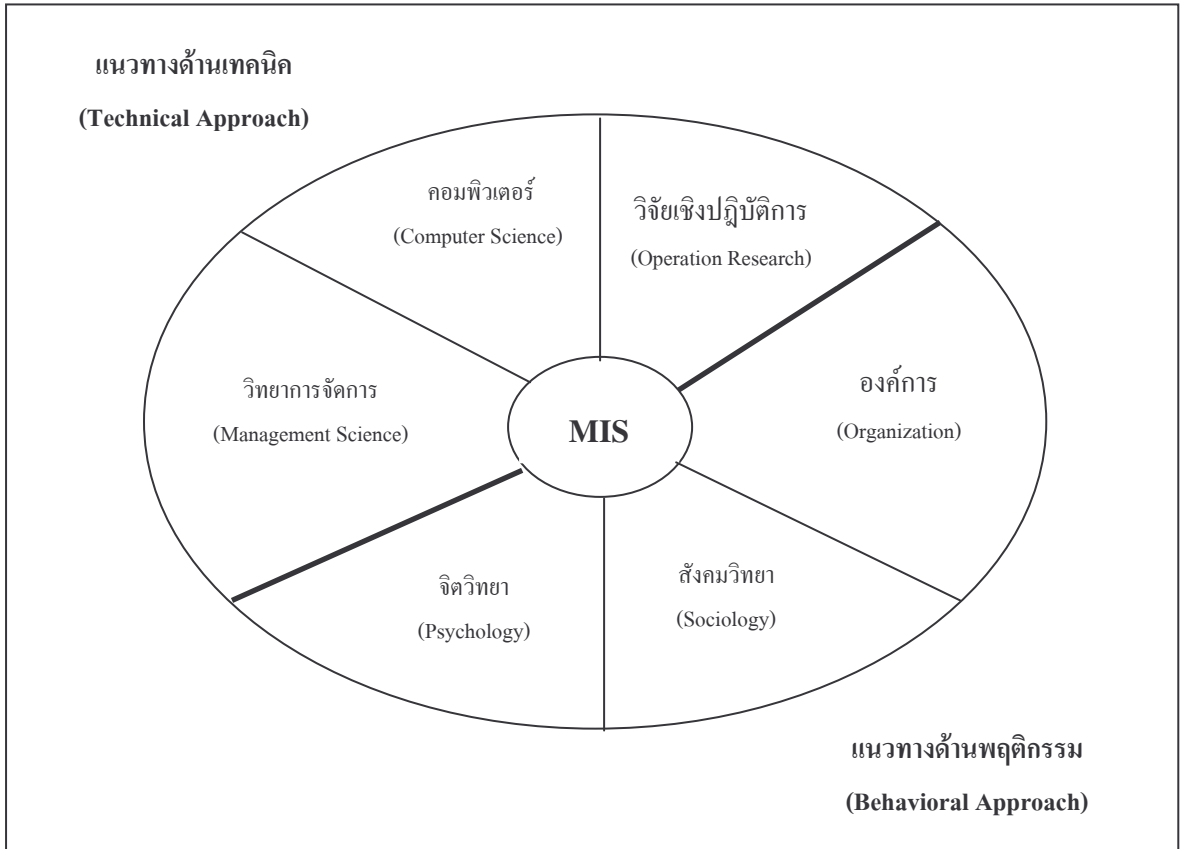 แนวทางด้านเทคนิค
(Technical Approach)
คอมพิวเตอร์
(Computer Science)
วิจัยเชิงปฎิบัติการ
(Operation Research)
วิทยาการจัดการ
(Management Science)
MIS
องค์การ
(Organization)
จิตวิทยา
(Psychology)
สังคมวิทยา
(Sociology)
แนวทางด้านพฤติกรรม
(Behavioral Approach)